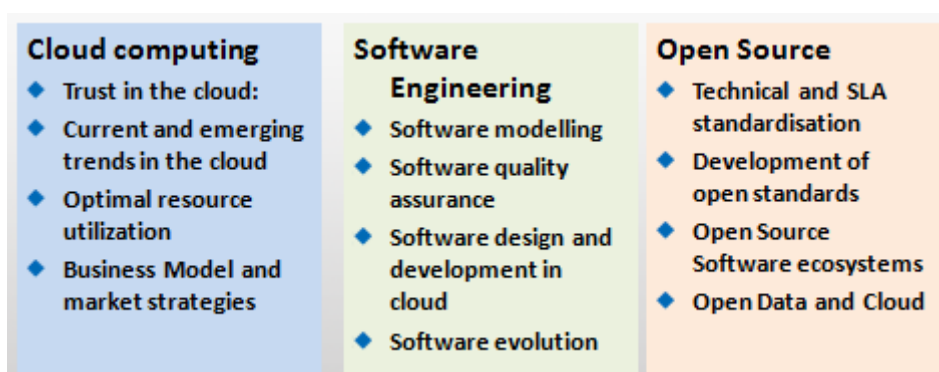 Cloud computing
Trust in the cloud:
Current and emerging
trends in the cloud
Optimal resource
utilization
Business Model and
market strategies
Software
Engineering
Software modelling
Software quality
assurance
Software design and
development in
cloud
Software evolution
Open Source
Technical and SLA
standardisation
Development of
open standards
Open Source
Software ecosystems
Open Data and Cloud